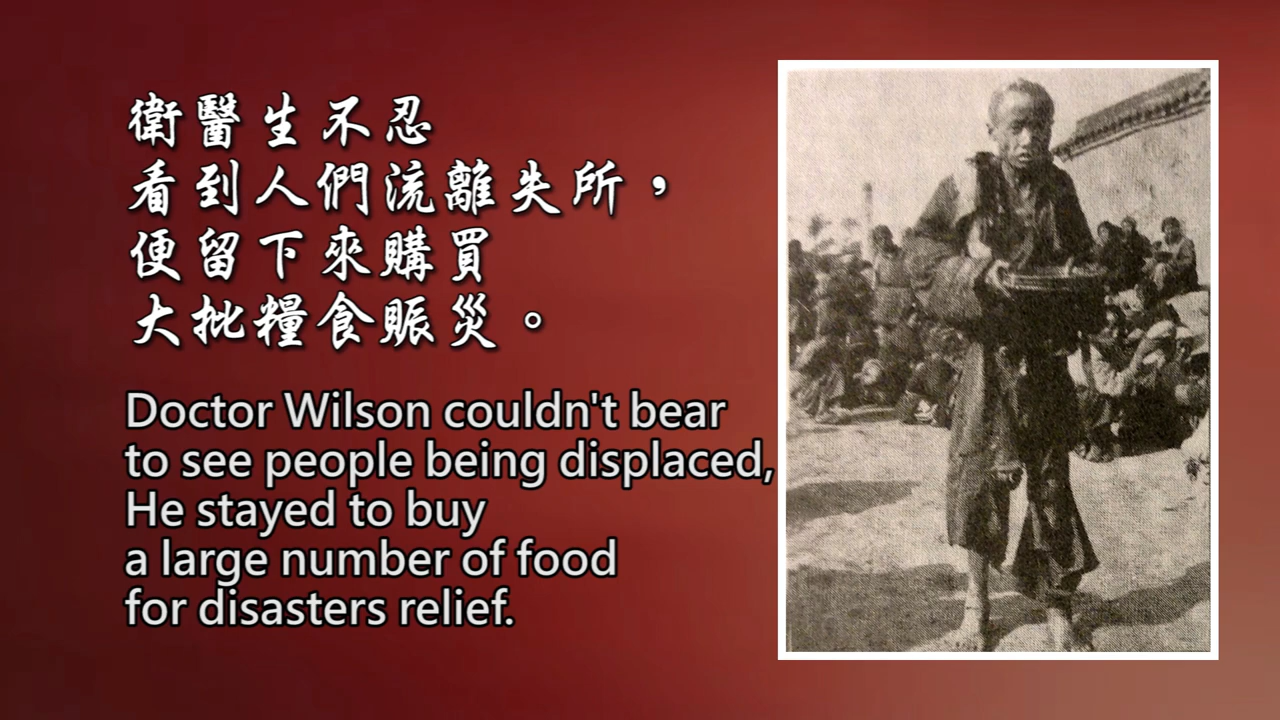 衛醫生不忍
看到人們流離失所，
便留下來購買
大批糧食賑災。
Doctor Wilson couldn't bear
to see people being displaced,
He stayed to buy
a large number of food
for disasters relief.